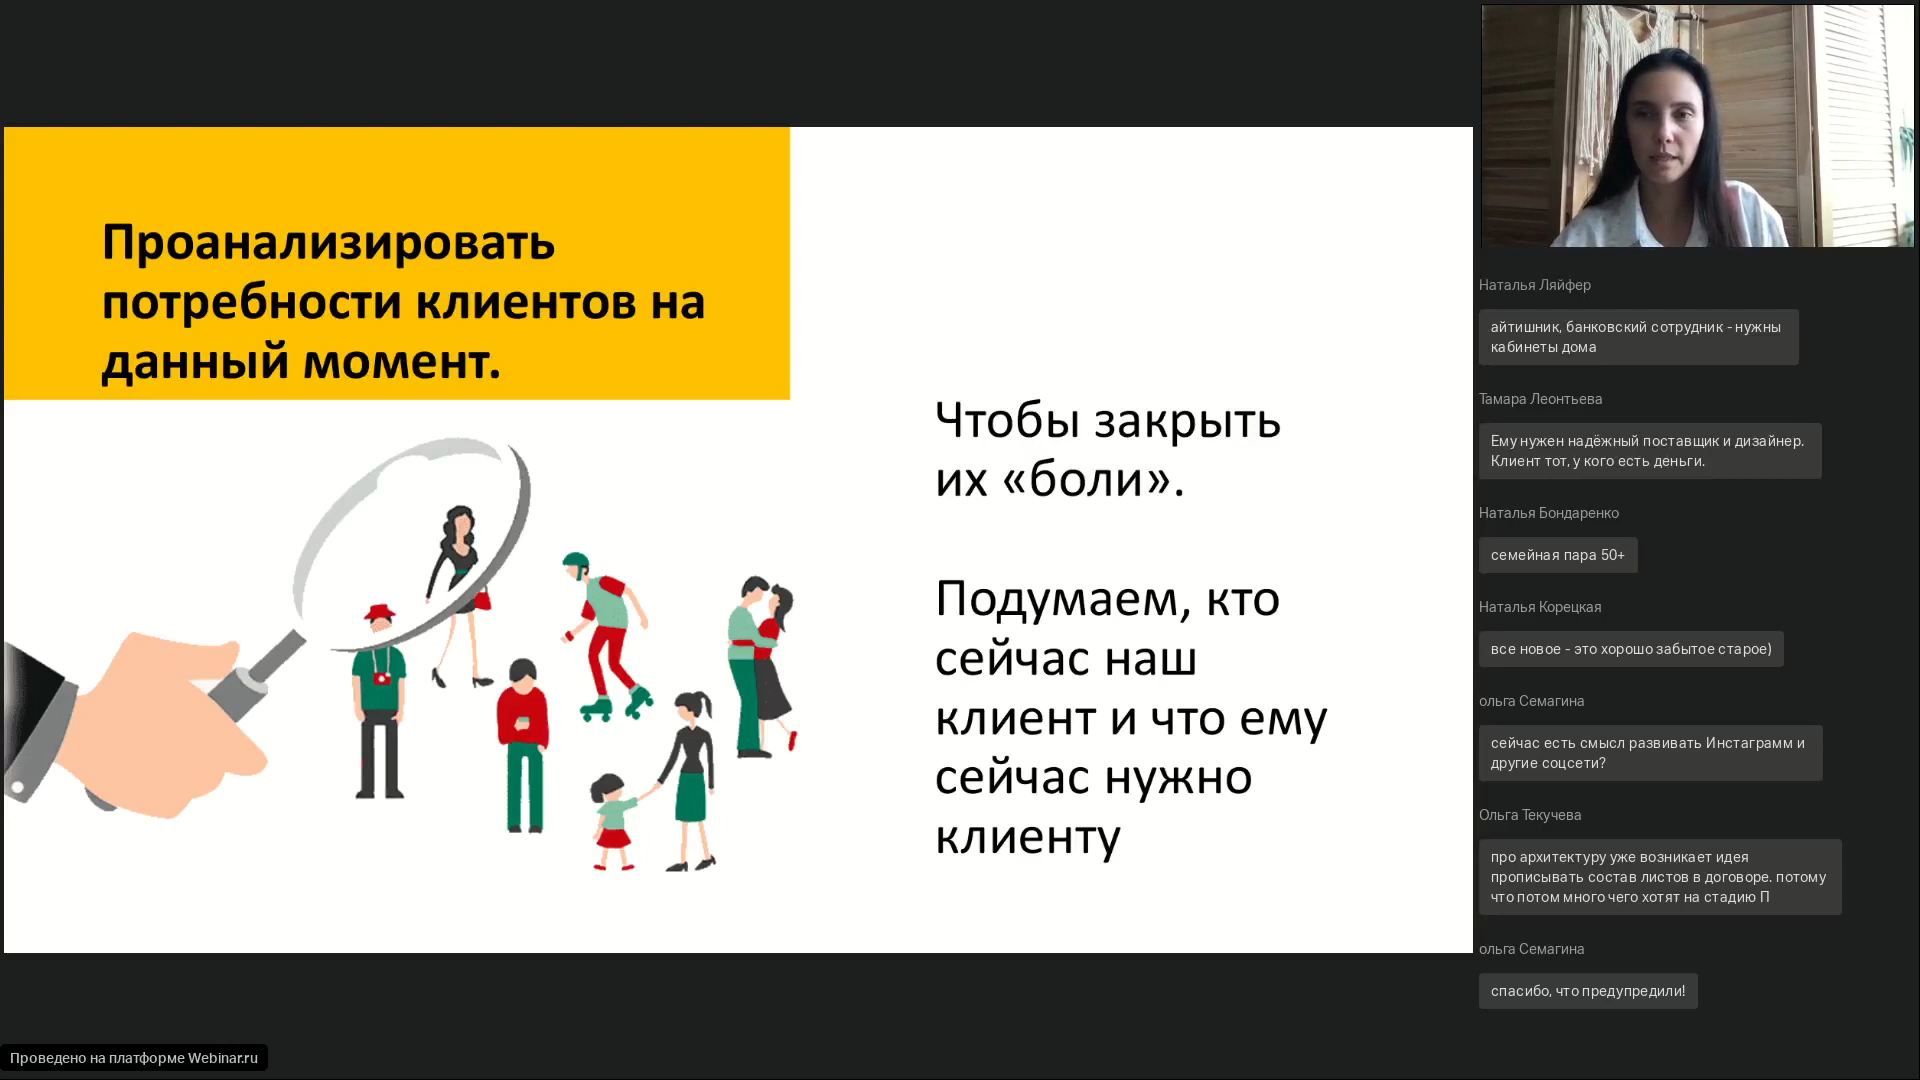 Проанализировать
потребности клиентов на
данный момент.
Чтобы закрыть
их «боли».
Подумаем, кто
сейчас наш
клиент и что ему
сейчас нужно
клиенту
Наталья Ляйфер
айтишник, банковский сотрудник - нужны
кабинеты дома
Тамара Леонтьева
Ему нужен надёжный поставщик и дизайнер.
Клиент тот, у кого есть деньги.
Наталья Бондаренко
семейная пара 50+
Наталья Корецкая
все новое - это хорошо забытое старое)
ольга Семагина
сейчас есть смысл развивать Инстаграмм и
другие соцсети?
Ольга Текучева
про архитектуру уже возникает идея
прописывать состав листов в договоре. потому
что потом много чего хотят на стадию П
ольга Семагина
спасибо, что предупредили!
Проведено на платформе Webinar.ru